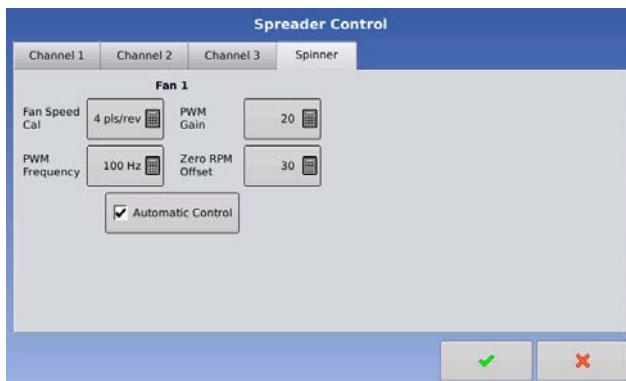 Spreader Control
Channel 1 Channel 2 Channel 3 Spinner
Fan 1
Fan Speed Cal 4 pls/rev PWM Gain 20
PWM Frequency 100 Hz Zero RPM Offset 30
Automatic Control